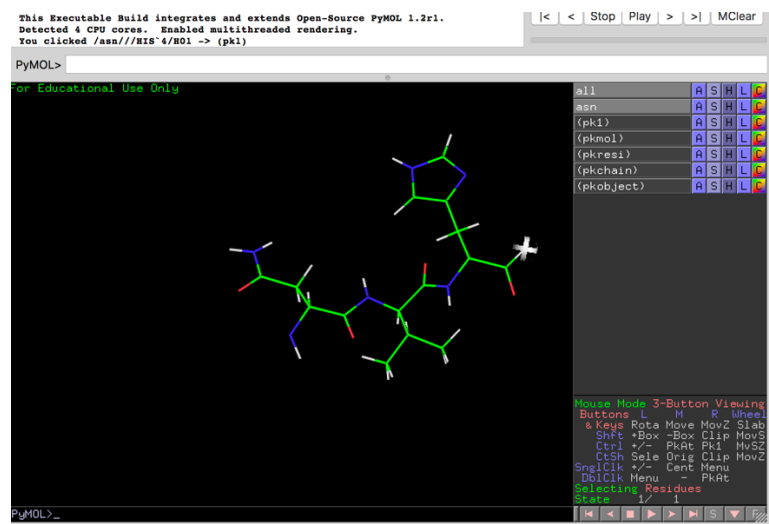 This Executable Build integrates and extends Open-Source PyMOL 1.2r1.
Detected 4 CPU cores.  Enabled multithreaded rendering.
You clicked /asn///HIS`4/H01 -> (pk1)
|< < Stop Play > >| MClear
PyMOL>
For Educational Use Only
all A S H L C
asn A S H L C
(pk1) A S H L C
(pkmol) A S H L C
(pkresi) A S H L C
(pkchain) A S H L C
(pkobject) A S H L C
Mouse Mode 3-Button Viewing
Buttons L M R Wheel
& Keys Rota Move MovZ Slab
Shft +Box -Box Clip MovS
Ctrl +/- PkAt Pk1 MvSZ
CtSh Sele Orig Clip MovZ
SnglClk +/- Cent Menu
DblClk Menu - PkAt
Selecting Residues
State 1/ 1
PyMOL>_
S F